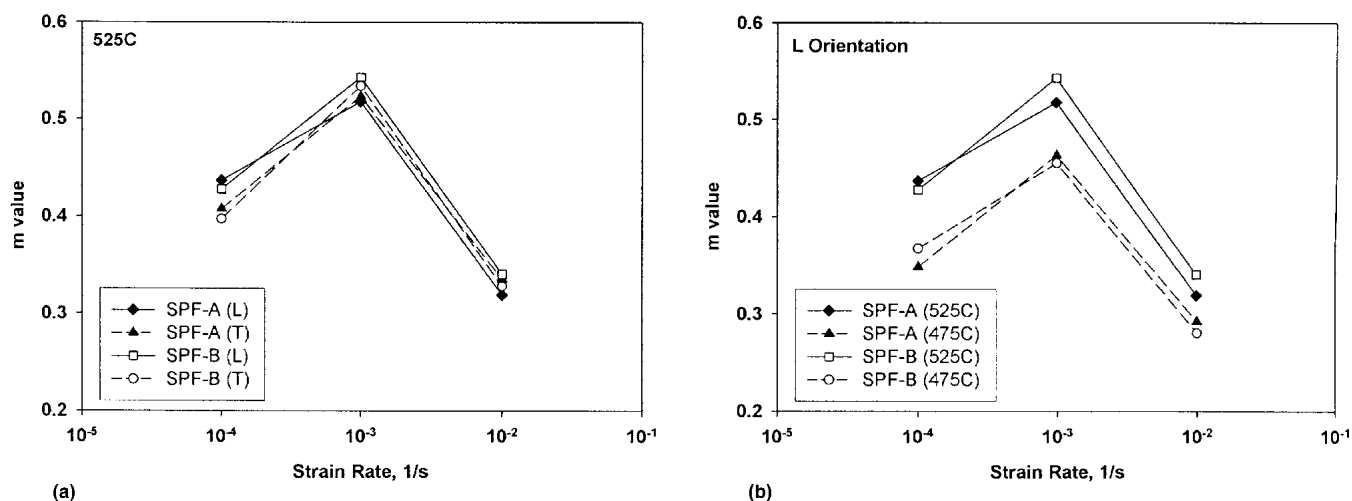 525C
0.6
0.5
0.4
0.3
0.2
m value
10-5
10-4
10-3
10-2
10-1
Strain Rate, 1/s
SPF-A (L)
SPF-A (T)
SPF-B (L)
SPF-B (T)
(a)
L Orientation
0.6
0.5
0.4
0.3
0.2
m value
10-5
10-4
10-3
10-2
10-1
Strain Rate, 1/s
SPF-A (525C)
SPF-A (475C)
SPF-B (525C)
SPF-B (475C)
(b)